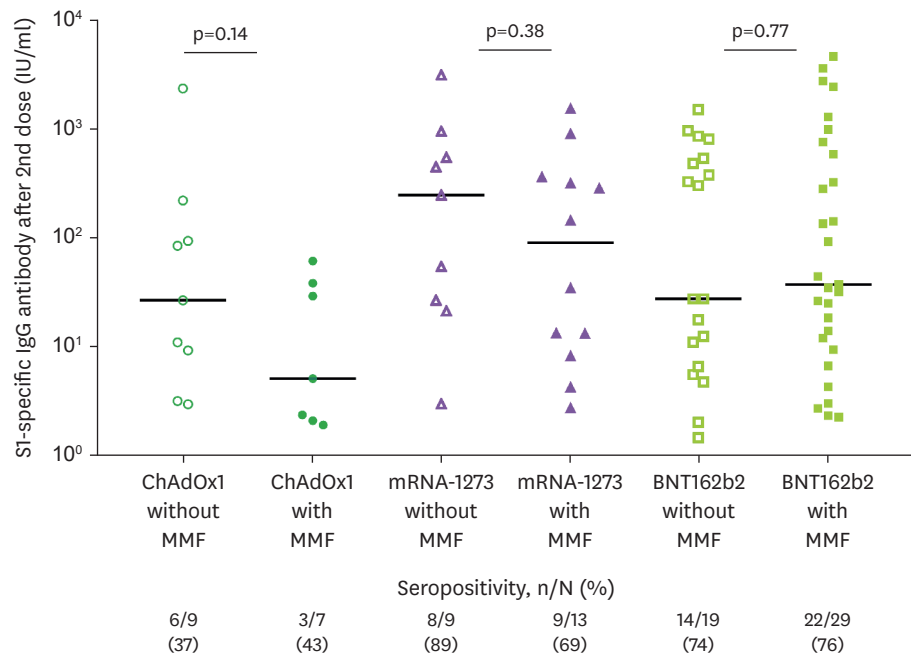 S1-specific IgG antibody after 2nd dose (IU/ml)
10⁴
10³
10²
10¹
10⁰
p=0.14
p=0.38
p=0.77
ChAdOx1 without MMF
ChAdOx1 with MMF
mRNA-1273 without MMF
mRNA-1273 with MMF
BNT162b2 without MMF
BNT162b2 with MMF
Seropositivity, n/N (%)
6/9 3/7 8/9 9/13 14/19 22/29
(37) (43) (89) (69) (74) (76)